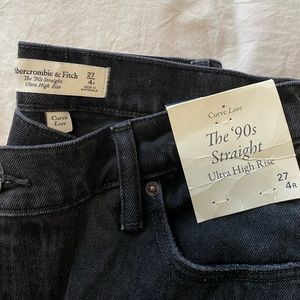 Abercrombie & Fitch
The '90s Straight
Ultra High Rise
27
4R
Curve
Love
Curve Love
The '90s
Straight
Ultra High Rise
27
4R